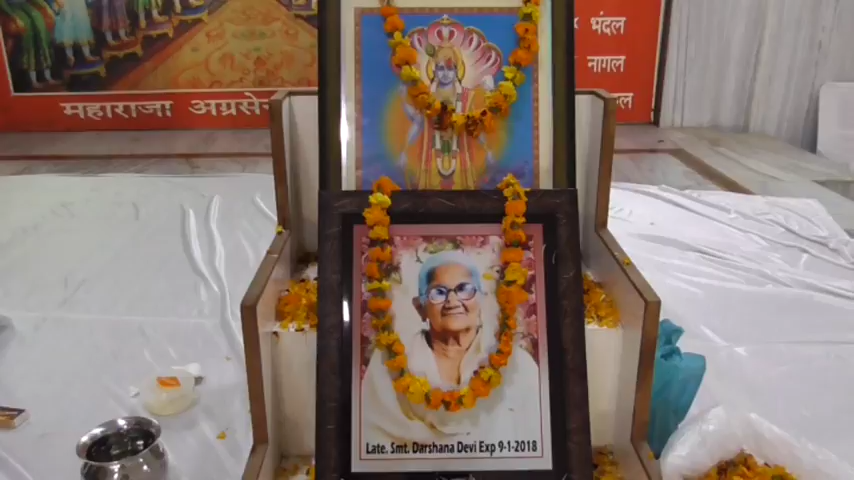 भंदल
नागल
महाराजा अग्रसेन
Late. Smt. Darshana Devi Exp 9-1-2018